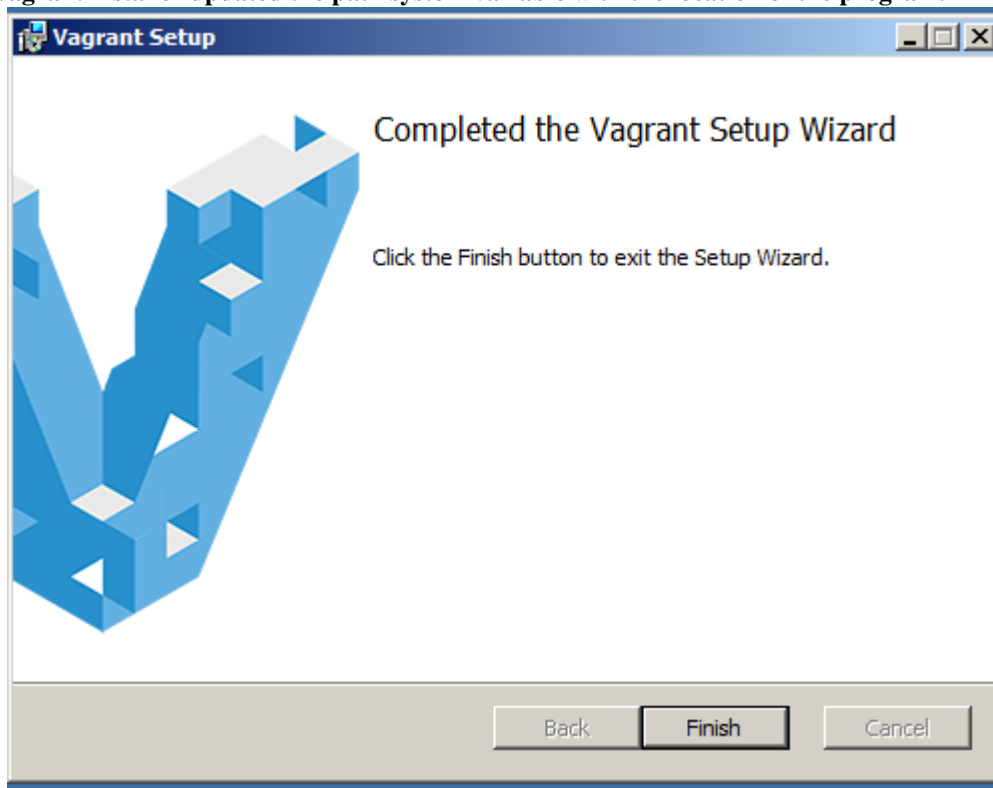 Vagrant Setup
Completed the Vagrant Setup Wizard
Click the Finish button to exit the Setup Wizard.
Back Finish Cancel